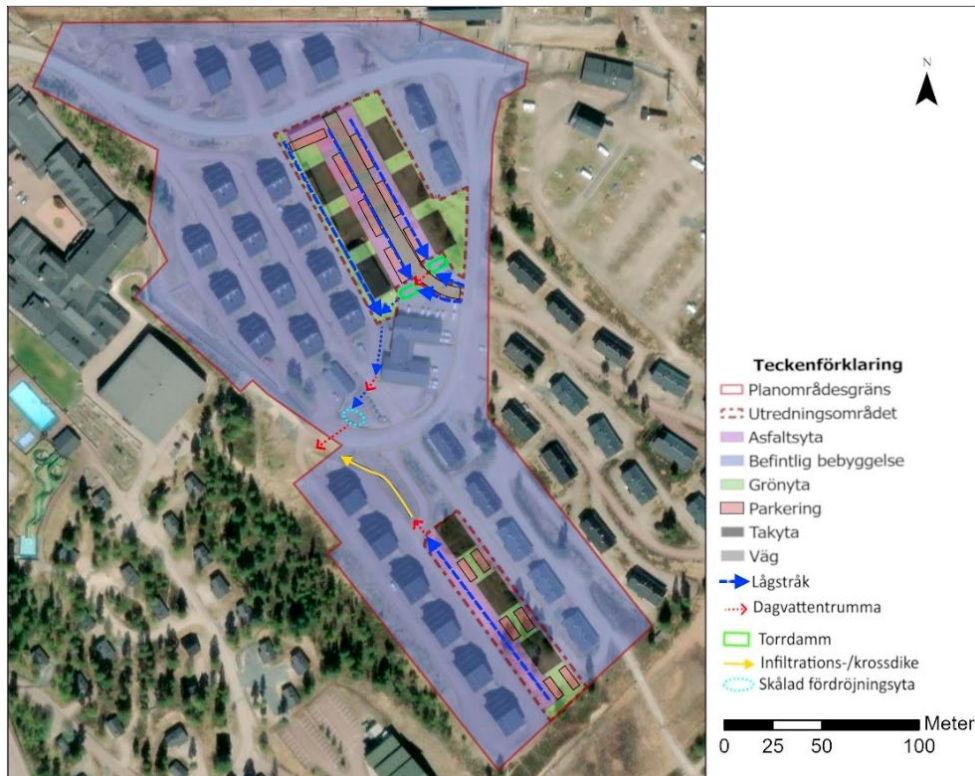 N
Teckenförklaring
Planområdesgräns
Utredningsområdet
Asfaltsyta
Befintlig bebyggelse
Grönyta
Parkering
Takyta
Väg
Lågstråk
Dagvattentrumma
Torrdamm
Infiltrations-/krossdike
Skålad fördröjningsyta
Meter
0 25 50 100